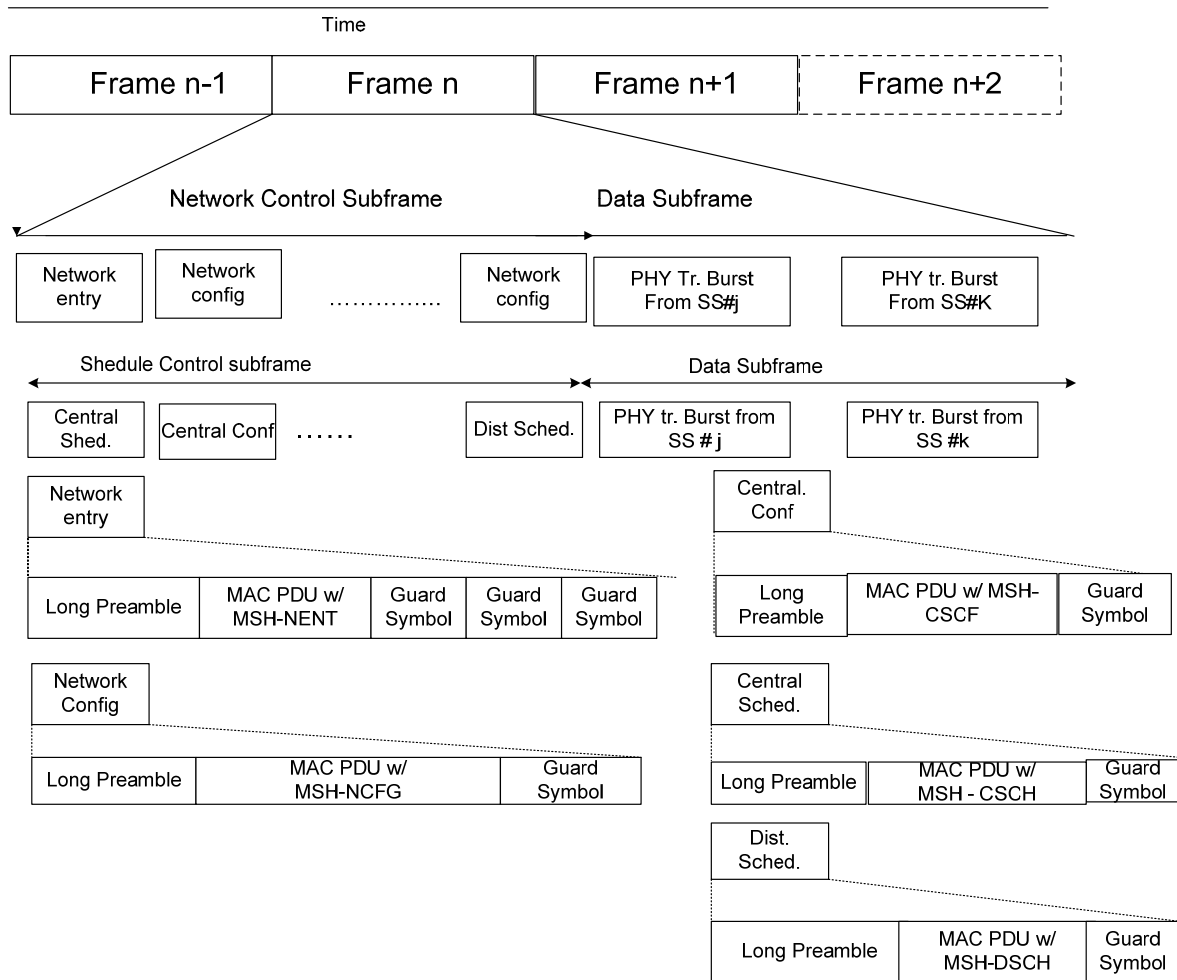 Time
Frame n-1 Frame n Frame n+1 Frame n+2
Network Control Subframe Data Subframe
Network
entry
Network
config
……………
Network
config
PHY Tr. Burst
From SS#j
PHY tr. Burst
From SS#K
Shedule Control subframe Data Subframe
Central
Shed.
Central Conf
......
Dist Sched.
PHY tr. Burst from
SS # j
PHY tr. Burst from
SS #k
Network
entry
Long Preamble
MAC PDU w/
MSH-NENT
Guard
Symbol
Guard
Symbol
Guard
Symbol
Central.
Conf
Long
Preamble
MAC PDU w/ MSH-
CSCF
Guard
Symbol
Network
Config
Long Preamble
MAC PDU w/
MSH-NCFG
Guard
Symbol
Central
Sched.
Long Preamble
MAC PDU w/
MSH - CSCH
Guard
Symbol
Dist.
Sched.
Long Preamble
MAC PDU w/
MSH-DSCH
Guard
Symbol